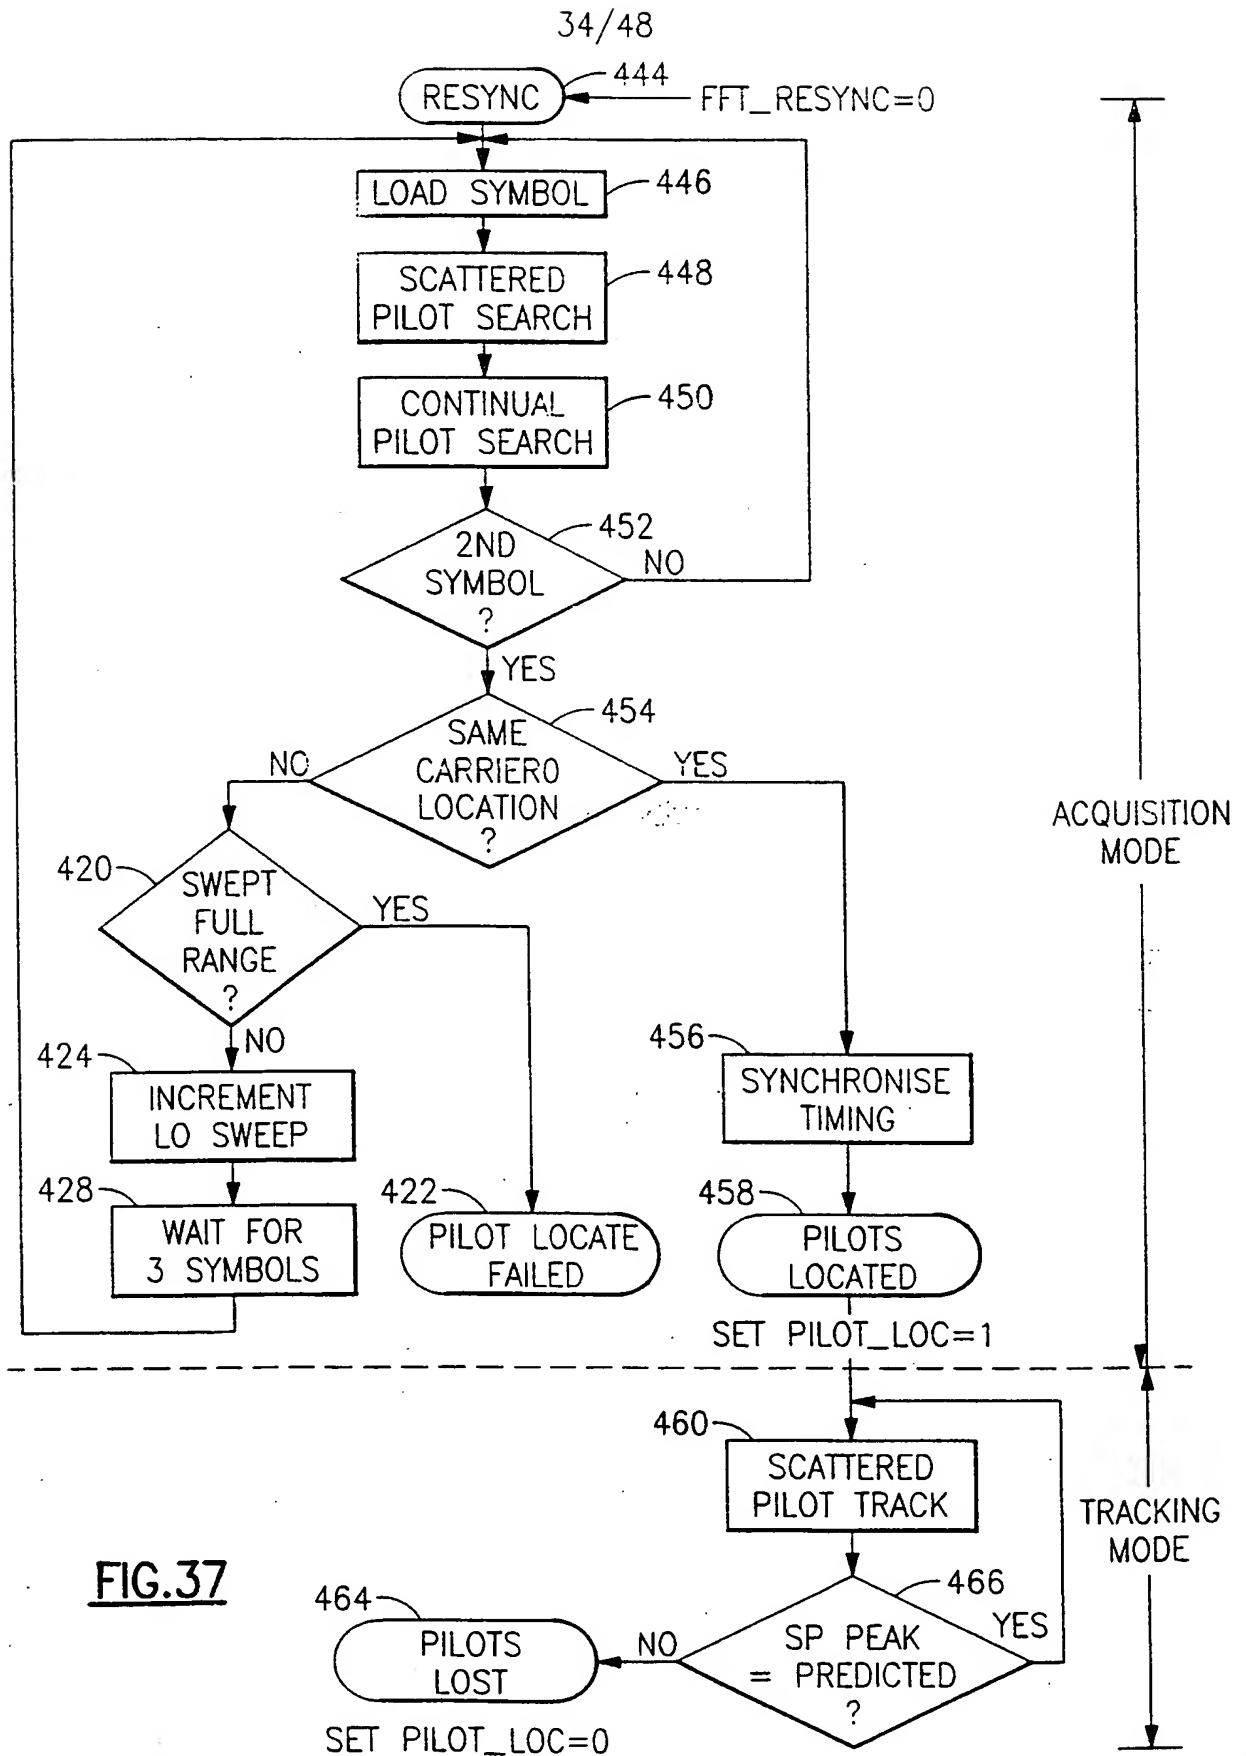 34/48
RESYNC
444
FFT_RESYNC=0
LOAD SYMBOL
446
SCATTERED
PILOT SEARCH
448
CONTINUAL
PILOT SEARCH
450
2ND
SYMBOL
?
452
NO
YES
SAME
CARRIER0
LOCATION
?
454
NO
YES
ACQUISITION
MODE
420
SWEPT
FULL
RANGE
?
YES
NO
424
INCREMENT
LO SWEEP
456
SYNCHRONISE
TIMING
428
WAIT FOR
3 SYMBOLS
422
PILOT LOCATE
FAILED
458
PILOTS
LOCATED
SET PILOT_LOC=1
460
SCATTERED
PILOT TRACK
TRACKING
MODE
FIG.37
464
PILOTS
LOST
NO
466
SP PEAK
= PREDICTED
?
YES
SET PILOT_LOC=0